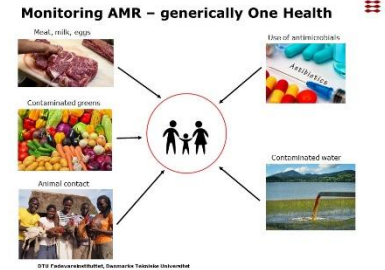 Monitoring AMR – generically One Health
Meat, milk, eggs
Use of antimicrobials
Antibiotics
Contaminated greens
Contaminated water
Animal contact
DTU Fødevareinstituttet, Danmarks Tekniske Universitet